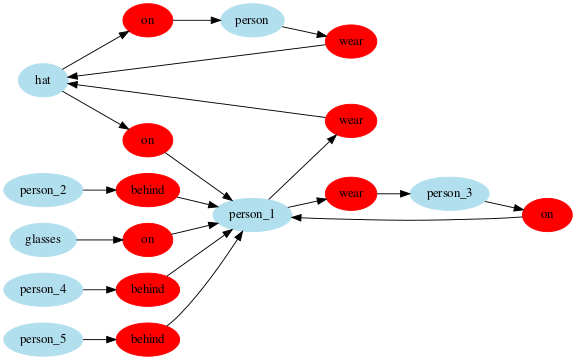 on
person
wear
hat
wear
on
person_2
behind
wear
person_3
person_1
on
glasses
on
person_4
behind
person_5
behind